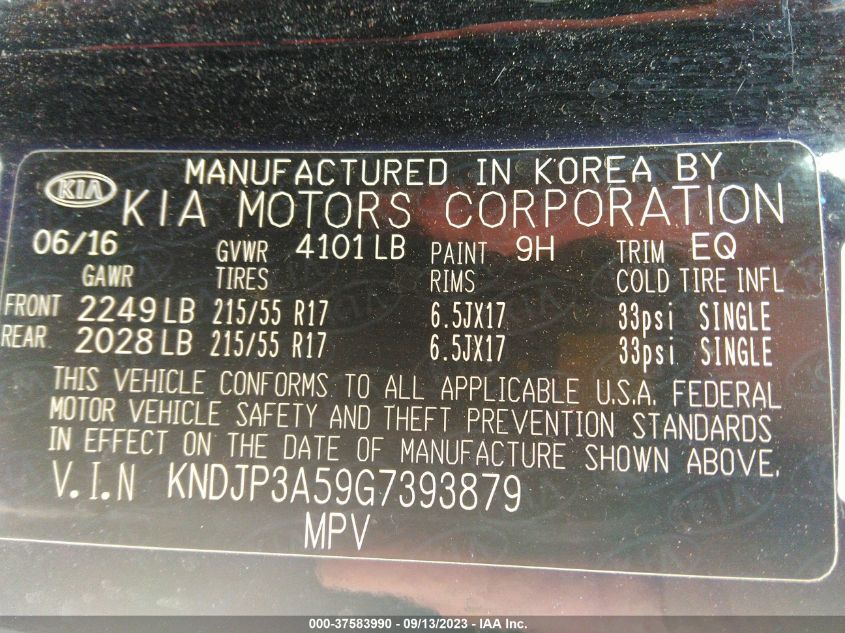 MANUFACTURED IN KOREA BY
KIA KIA MOTORS CORPORATION
06/16 GVWR 4101 LB PAINT 9H TRIM EQ
GAWR TIRES RIMS COLD TIRE INFL
FRONT 2249 LB 215/55 R17 6.5JX17 33psi SINGLE
REAR 2028 LB 215/55 R17 6.5JX17 33psi SINGLE
THIS VEHICLE CONFORMS TO ALL APPLICABLE U.S.A. FEDERAL
MOTOR VEHICLE SAFETY AND THEFT PREVENTION STANDARDS
IN EFFECT ON THE DATE OF MANUFACTURE SHOWN ABOVE.
V.I.N KNDJP3A59G7393879
MPV
000-37583990 - 09/13/2023 - IAA Inc.